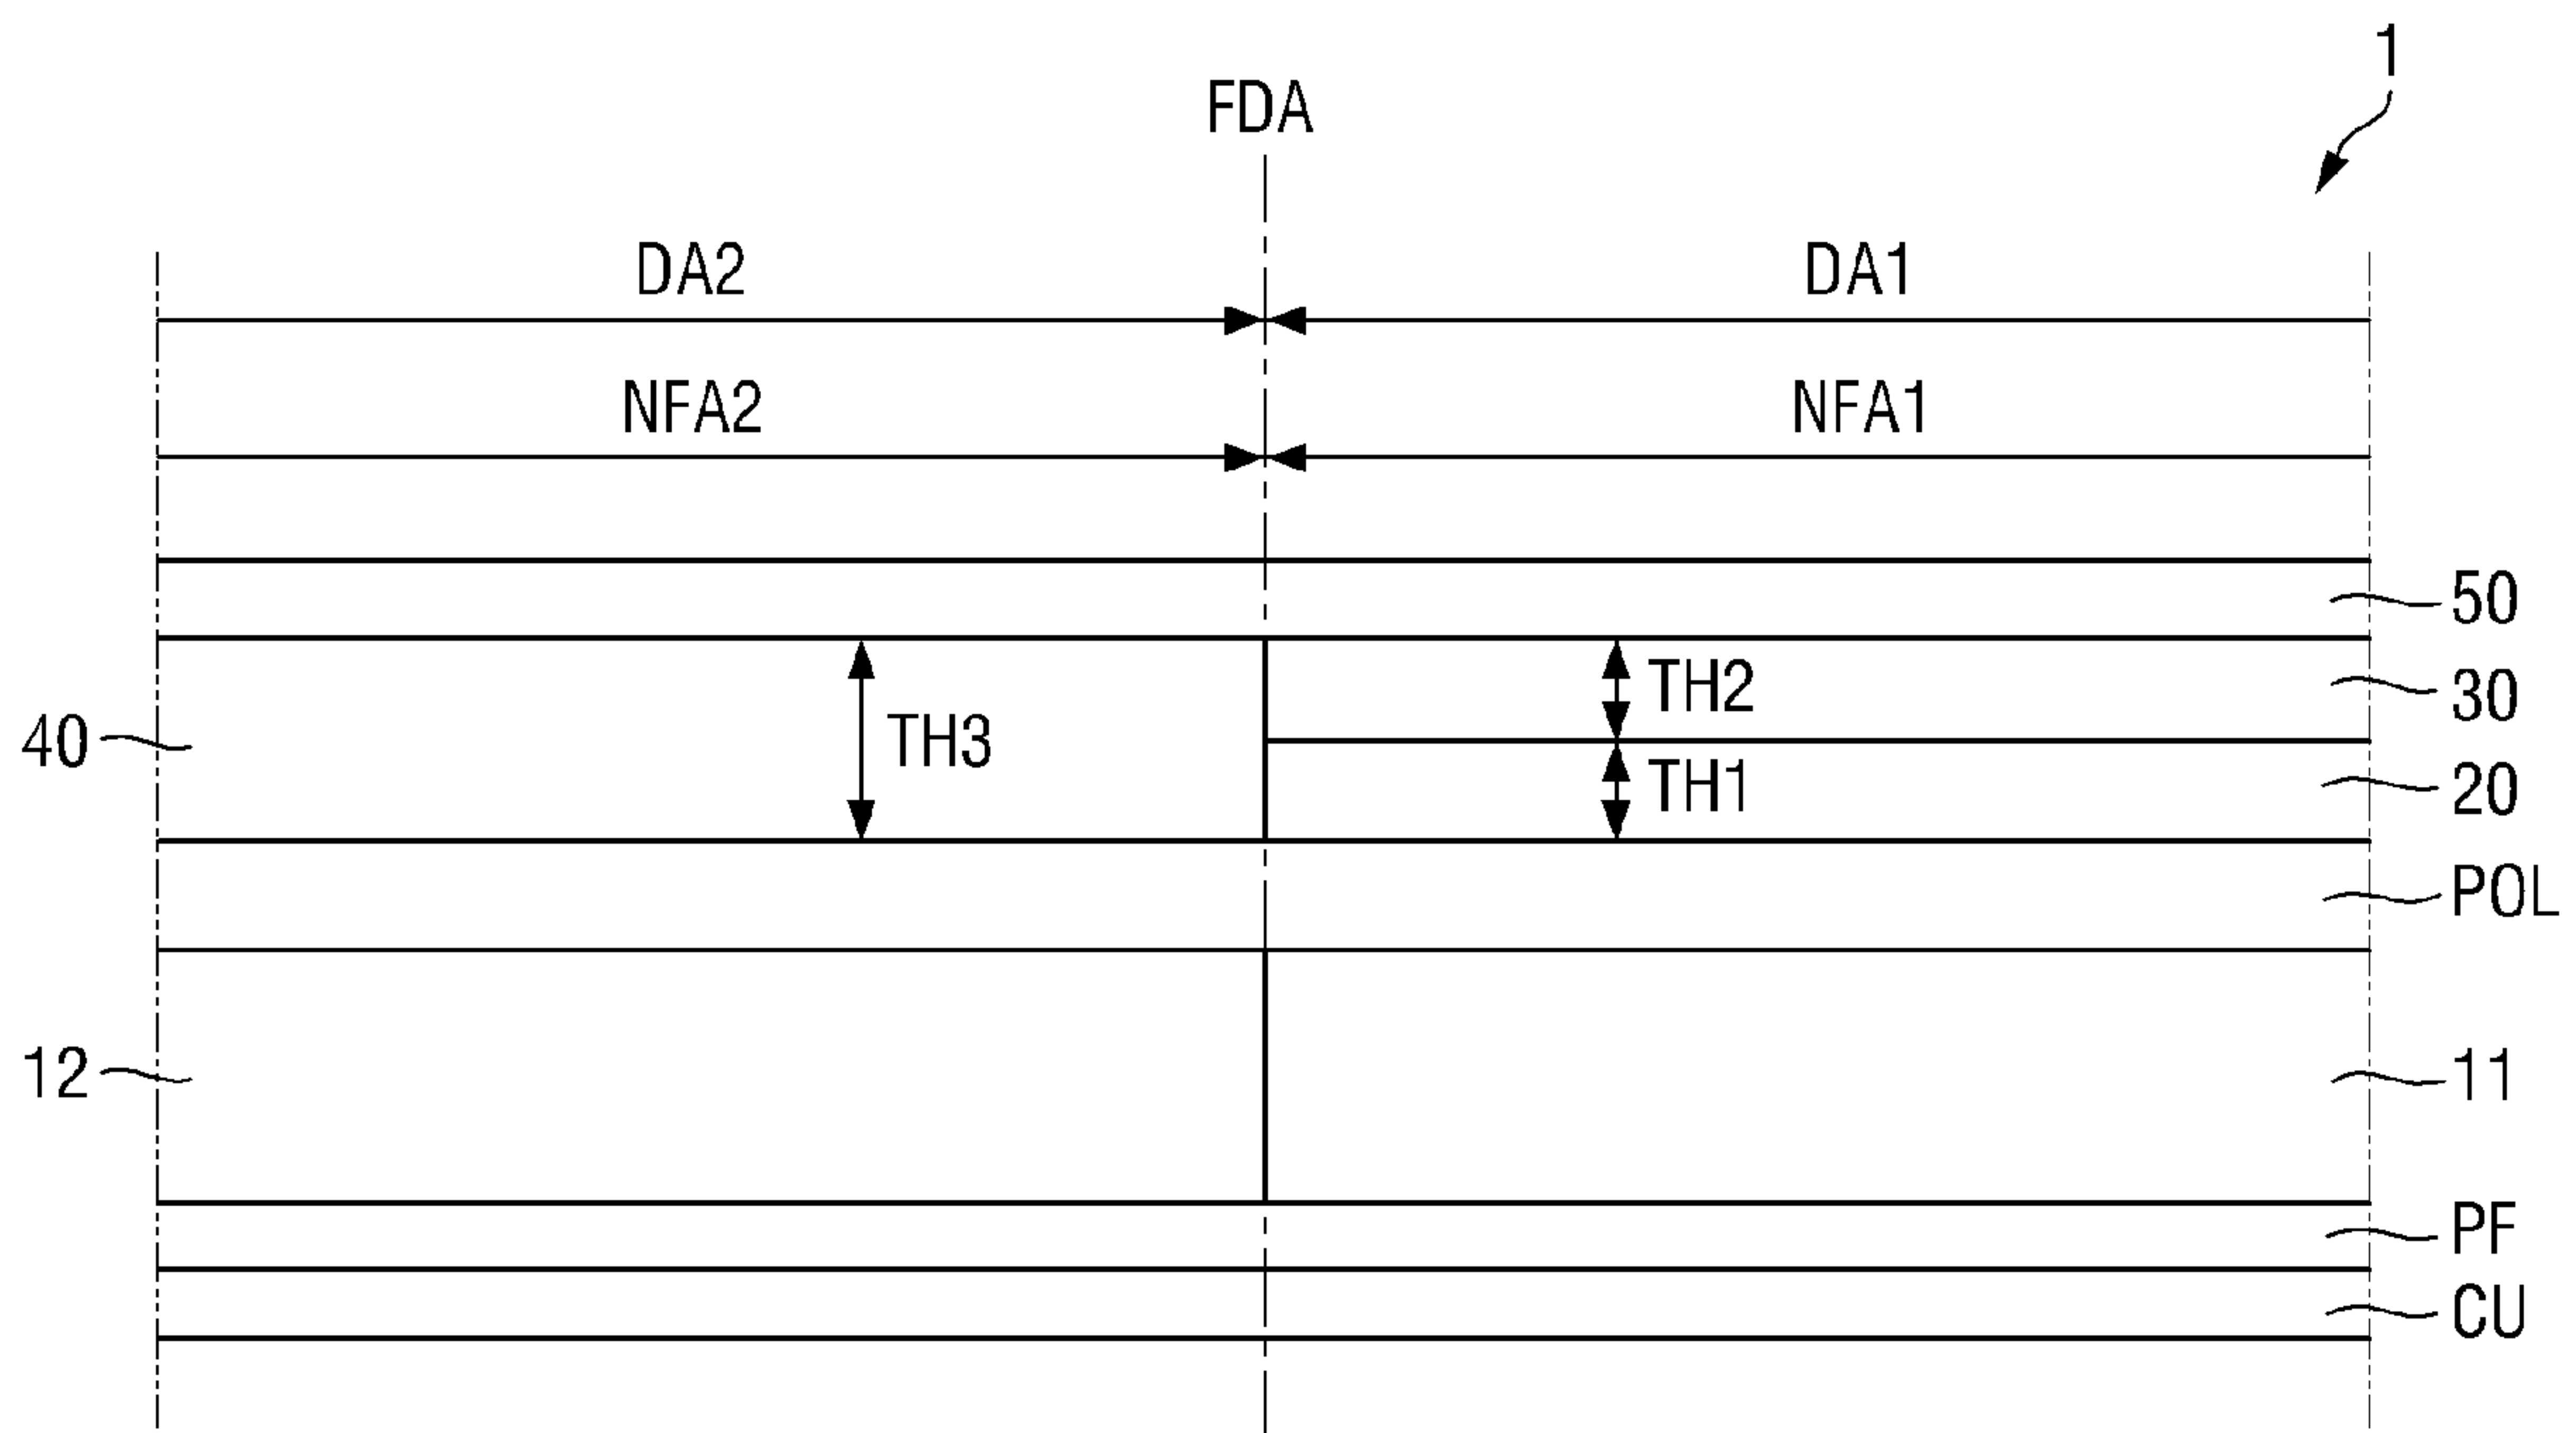 1
FDA
DA2 DA1
NFA2 NFA1
50
TH2 30
40 TH3
TH1 20
POL
12 11
PF
CU